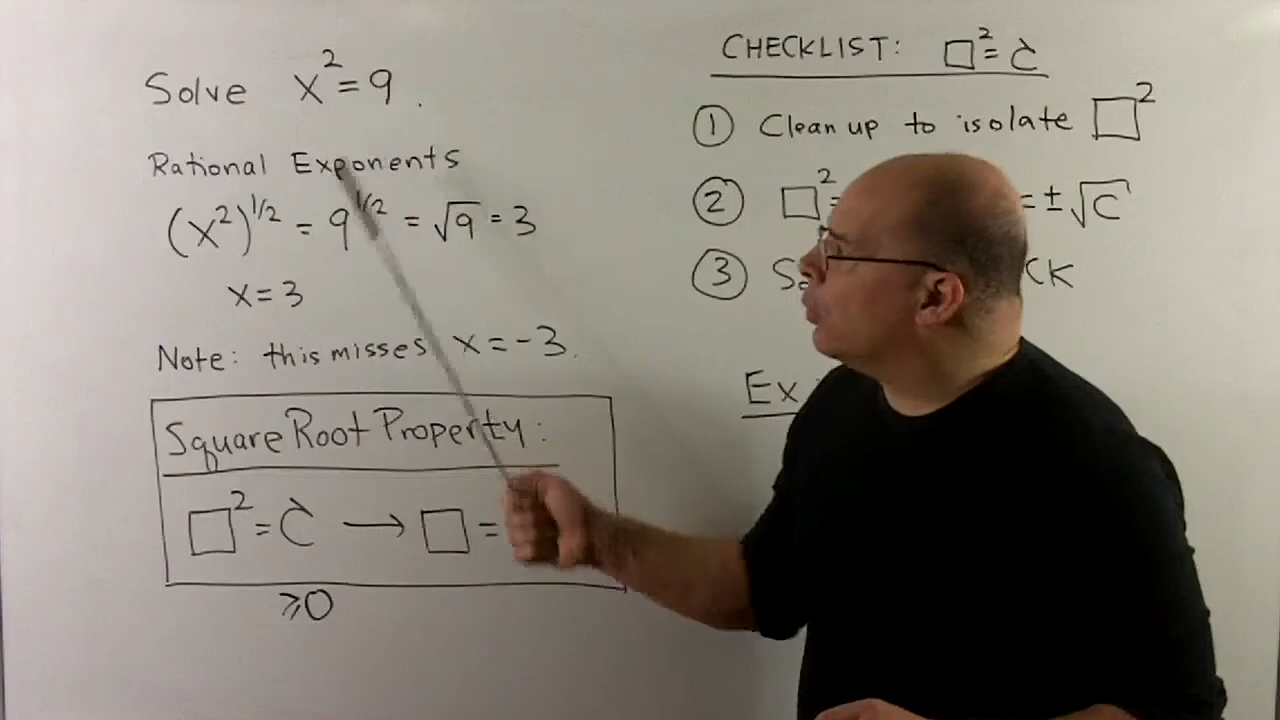 Solve x² = 9.
Rational Exponents
(x²)^1/2 = 9^1/2 = √9 = 3
x = 3
Note: this misses x = -3.
Square Root Property:
□² = C → □ =
≥0
CHECKLIST: □² = C
① Clean up to isolate □²
② □² = = ±√C
③
Ex